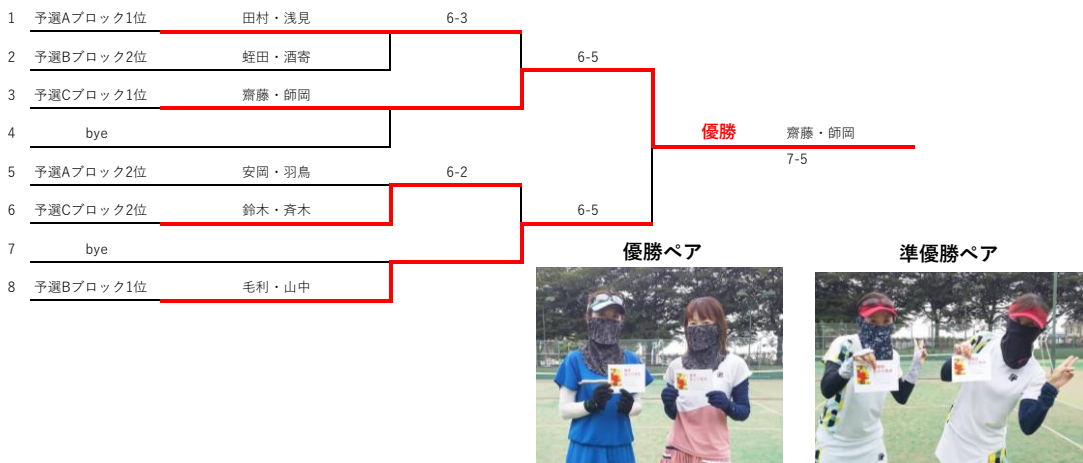 1 予選Aブロック1位 田村・浅見 6-3
2 予選Bブロック2位 蛭田・酒寄 6-5
3 予選Cブロック1位 齋藤・師岡
4 bye 優勝 齋藤・師岡
7-5
5 予選Aブロック2位 安岡・羽鳥 6-2
6 予選Cブロック2位 鈴木・斉木 6-5
7 bye
優勝ペア 準優勝ペア
8 予選Bブロック1位 毛利・山中